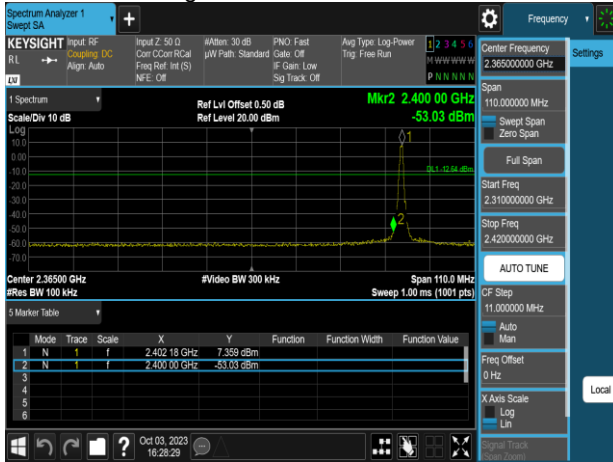 Spectrum Analyzer 1
Swept SA
+
Frequency
KEYSIGHT
RL
LXI
Input: RF
Coupling: DC
Align: Auto
Input Z: 50 Ω
Corr CCorr RCal
Freq Ref: Int (S)
NFE: Off
#Atten: 30 dB
µW Path: Standard
PNO: Fast
Gate: Off
IF Gain: Low
Sig Track: Off
Avg Type: Log-Power
Trig: Free Run
1 2 3 4 5 6
M W W W W W
P N N N N N
Center Frequency
2.365000000 GHz
Settings
Span
110.000000 MHz
Swept Span
Zero Span
Full Span
Start Freq
2.310000000 GHz
Stop Freq
2.420000000 GHz
AUTO TUNE
CF Step
11.000000 MHz
Auto
Man
Freq Offset
0 Hz
X Axis Scale
Log
Lin
Signal Track
(Span Zoom)
Local
1 Spectrum
Scale/Div 10 dB
Ref Lvl Offset 0.50 dB
Ref Level 20.00 dBm
Mkr2 2.400 00 GHz
-53.03 dBm
Log
10.0
0.00
-10.0
-20.0
-30.0
-40.0
-50.0
-60.0
-70.0
1
DL1 -12.64 dBm
2
Center 2.36500 GHz
#Res BW 100 kHz
#Video BW 300 kHz
Span 110.0 MHz
Sweep 1.00 ms (1001 pts)
5 Marker Table
Mode Trace Scale X Y Function Function Width Function Value
1 N 1 f 2.402 18 GHz 7.359 dBm
2 N 1 f 2.400 00 GHz -53.03 dBm
3
4
5
6
?
Oct 03, 2023
16:28:29